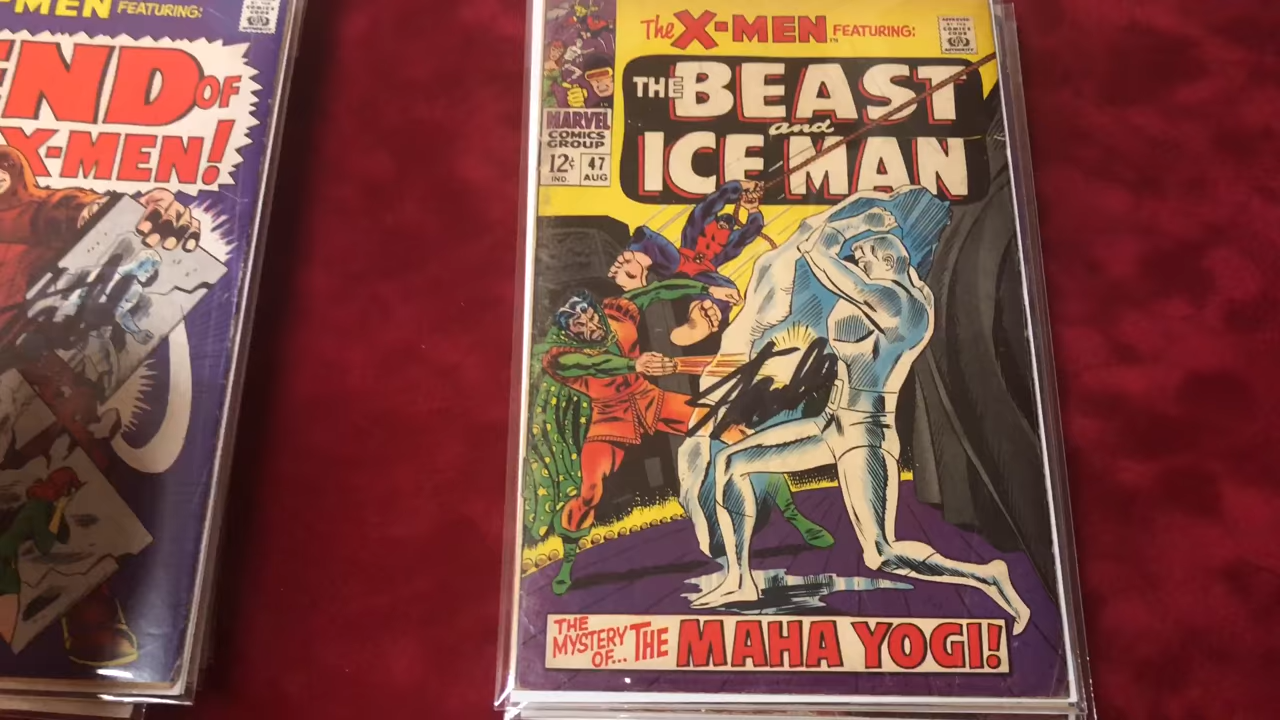 -MEN FEATURING:
END OF
X-MEN!
The X-MEN FEATURING:
APPROVED
BY THE
COMICS
CODE
AUTHORITY
THE BEAST
and
ICE MAN
MARVEL
COMICS
GROUP
12¢ 47
IND. AUG
THE
MYSTERY
OF... THE MAHA YOGI!